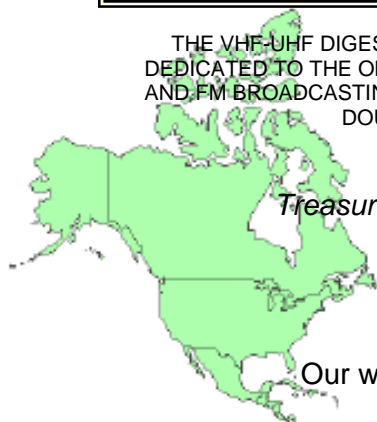 THE VHF-UHF DIGES
DEDICATED TO THE O
AND FM BROADCASTIN
DOU
Treasur
Our w